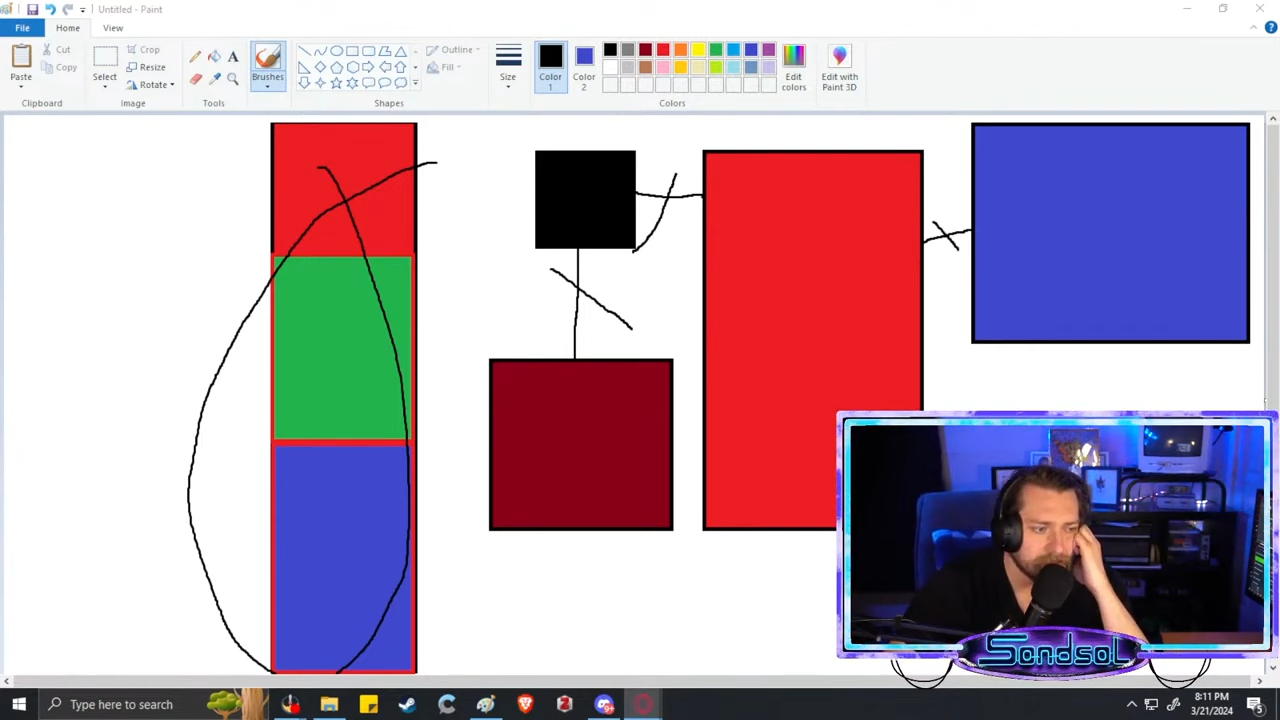 Untitled - Paint
File Home View
Paste
Cut
Copy
Clipboard
Select
Crop
Resize
Rotate
Image
A
Tools
Brushes
Outline
Fill
Shapes
Size
Color
1
Color
2
Edit
colors
Colors
Edit with
Paint 3D
Sondsol
Type here to search
8:11 PM
3/21/2024
5